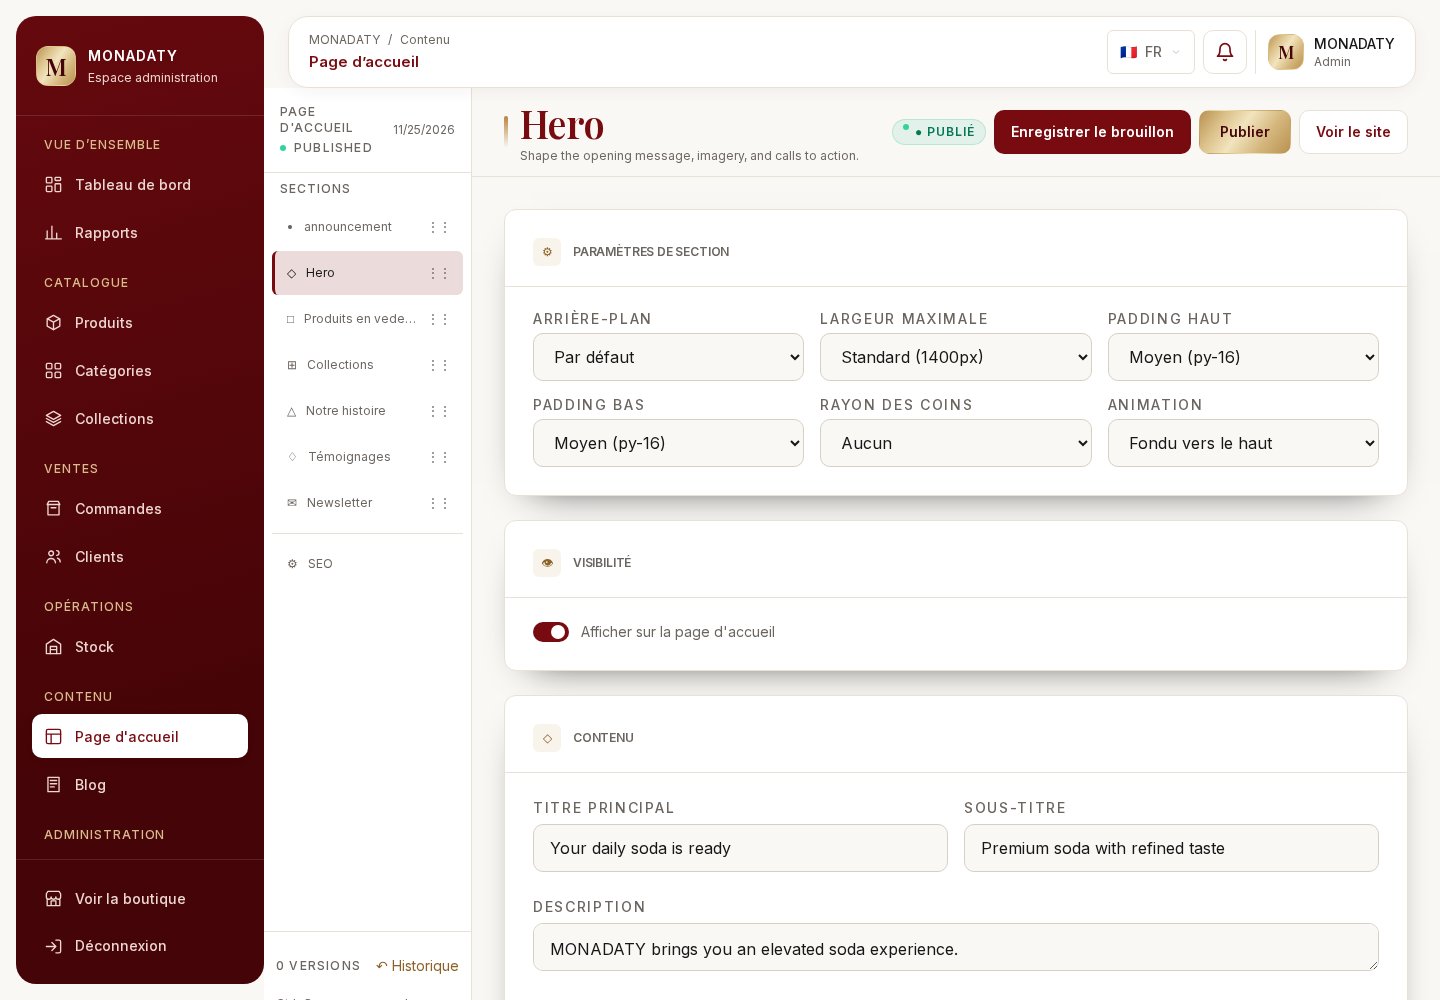 M
MONADATY
Espace administration
VUE D’ENSEMBLE
Tableau de bord
Rapports
CATALOGUE
Produits
Catégories
Collections
VENTES
Commandes
Clients
OPÉRATIONS
Stock
CONTENU
Page d'accueil
Blog
ADMINISTRATION
Voir la boutique
Déconnexion
MONADATY / Contenu
Page d’accueil
FR
M
MONADATY
Admin
PAGE
D'ACCUEIL
11/25/2026
PUBLISHED
SECTIONS
announcement
Hero
Produits en vede…
Collections
Notre histoire
Témoignages
Newsletter
SEO
0 VERSIONS
↶ Historique
Hero
Shape the opening message, imagery, and calls to action.
● PUBLIÉ
Enregistrer le brouillon
Publier
Voir le site
PARAMÈTRES DE SECTION
ARRIÈRE-PLAN
LARGEUR MAXIMALE
PADDING HAUT
Par défaut
Standard (1400px)
Moyen (py-16)
PADDING BAS
RAYON DES COINS
ANIMATION
Moyen (py-16)
Aucun
Fondu vers le haut
VISIBILITÉ
Afficher sur la page d'accueil
CONTENU
TITRE PRINCIPAL
SOUS-TITRE
Your daily soda is ready
Premium soda with refined taste
DESCRIPTION
MONADATY brings you an elevated soda experience.